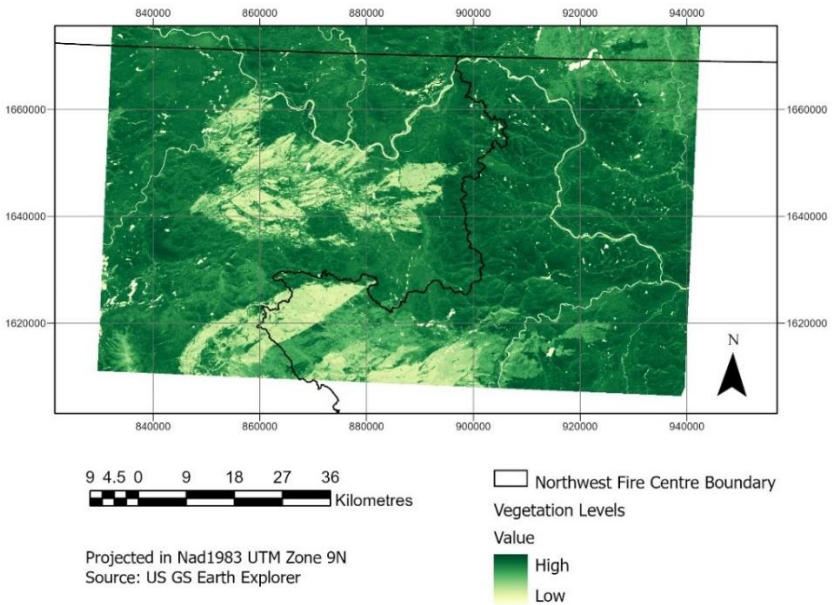 840000 860000 880000 900000 920000 940000
1660000 1660000
1640000 1640000
1620000 1620000
N
840000 860000 880000 900000 920000 940000
9 4.5 0 9 18 27 36
Kilometres
Northwest Fire Centre Boundary
Vegetation Levels
Value
High
Low
Projected in Nad1983 UTM Zone 9N
Source: US GS Earth Explorer